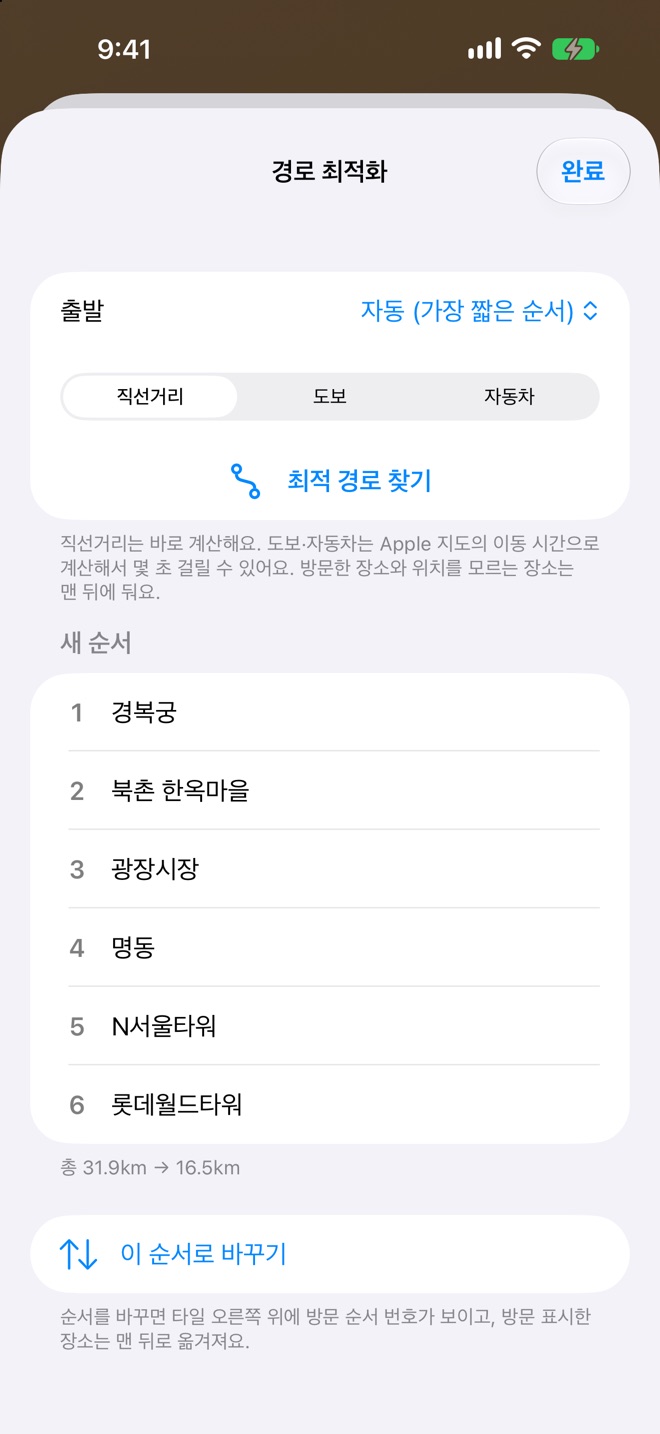 9:41
경로 최적화
완료
출발
자동 (가장 짧은 순서)
직선거리
도보
자동차
최적 경로 찾기
직선거리는 바로 계산해요. 도보·자동차는 Apple 지도의 이동 시간으로
계산해서 몇 초 걸릴 수 있어요. 방문한 장소와 위치를 모르는 장소는
맨 뒤에 둬요.
새 순서
1 경복궁
2 북촌 한옥마을
3 광장시장
4 명동
5 N서울타워
6 롯데월드타워
총 31.9km → 16.5km
이 순서로 바꾸기
순서를 바꾸면 타일 오른쪽 위에 방문 순서 번호가 보이고, 방문 표시한
장소는 맨 뒤로 옮겨져요.